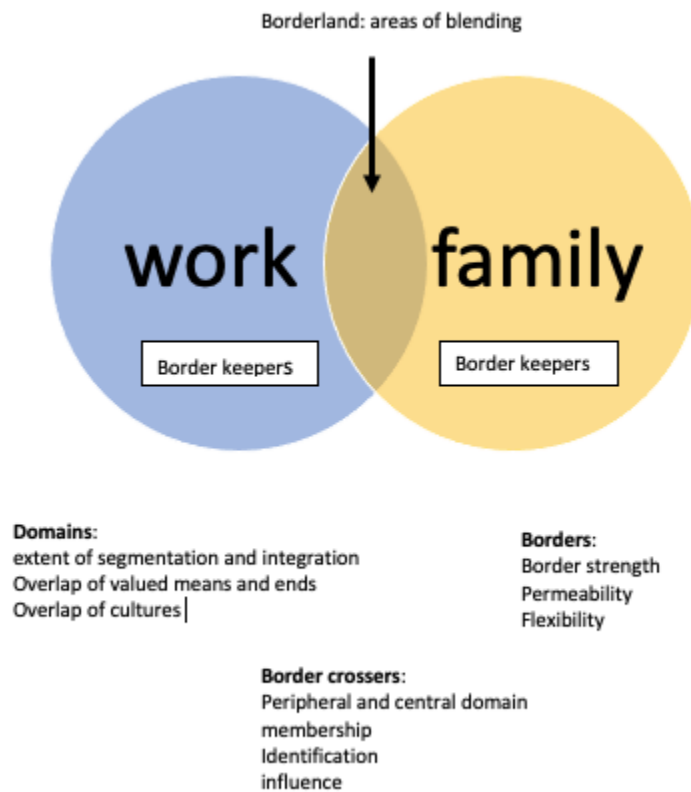 Borderland: areas of blending
work
family
Border keepers
Border keepers
Domains:
extent of segmentation and integration
Overlap of valued means and ends
Overlap of cultures
Borders:
Border strength
Permeability
Flexibility
Border crossers:
Peripheral and central domain
membership
Identification
influence